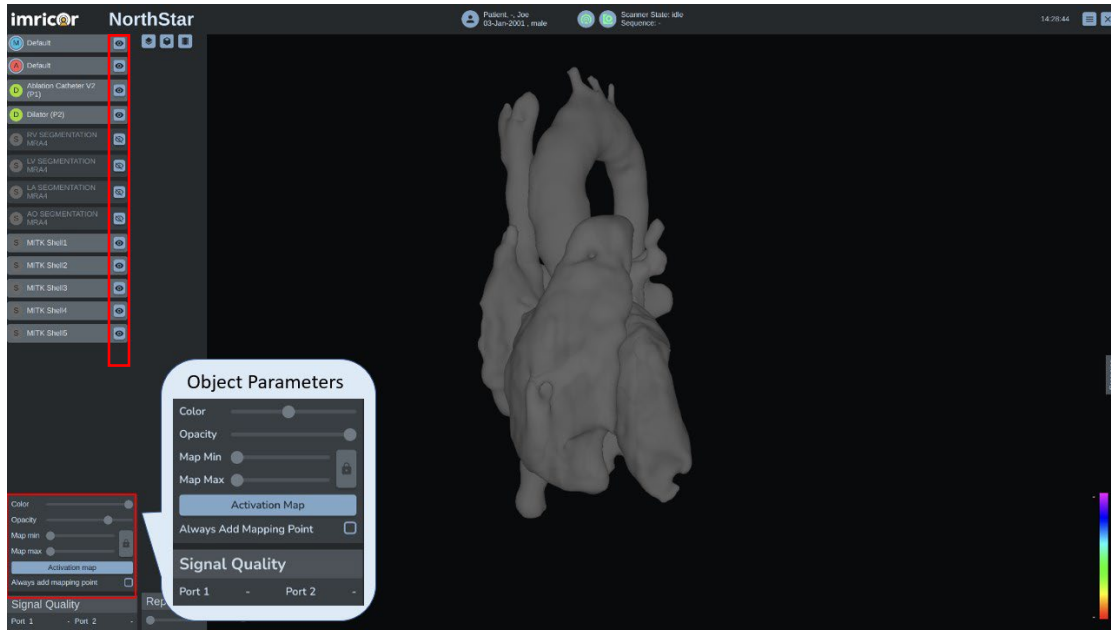 imricor NorthStar
Patient, -, Joe
03-Jan-2001 , male
Scanner State: idle
Sequence: -
14:28:44
M Default
A Default
D Ablation Catheter V2
(P1)
D Dilator (P2)
S RV SEGMENTATION
MRA4
S LV SEGMENTATION
MRA4
S LA SEGMENTATION
MRA4
S AO SEGMENTATION
MRA4
S MITK Shell1
S MITK Shell2
S MITK Shell3
S MITK Shell4
S MITK Shell5
Object Parameters
Color
Opacity
Map Min
Map Max
Activation Map
Always Add Mapping Point
Signal Quality
Port 1 - Port 2 -
Color
Opacity
Map min
Map max
Activation map
Always add mapping point
Signal Quality
Port 1 - Port 2 -
Rep
-
-